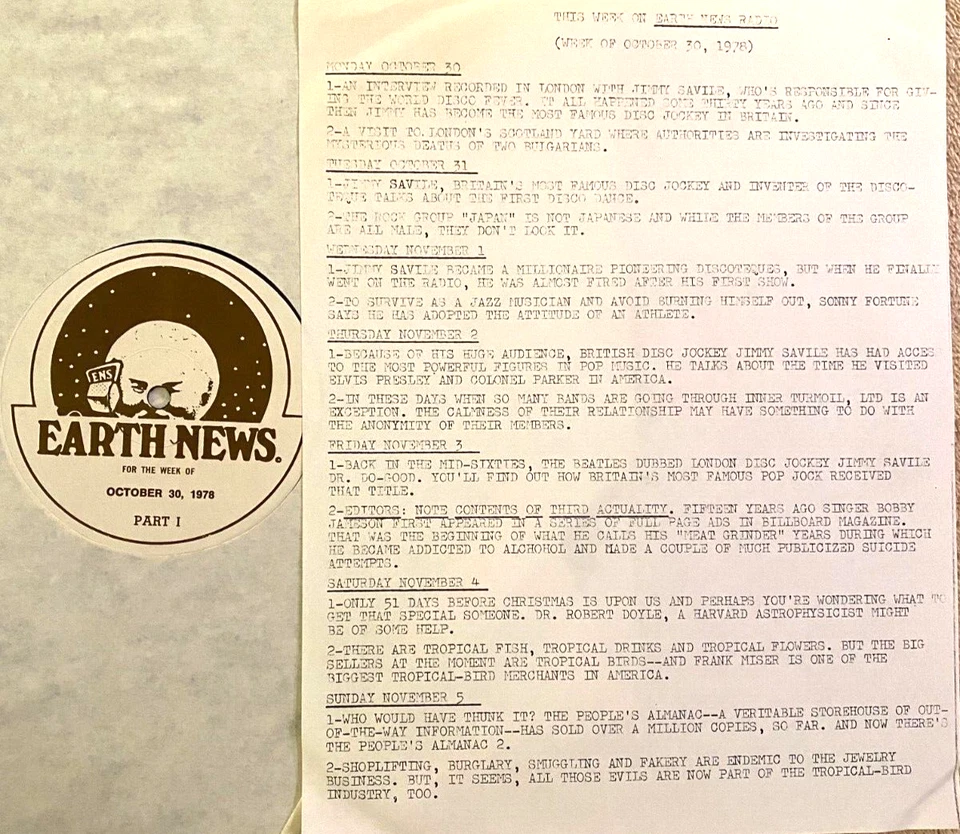 ENS
EARTH NEWS.
FOR THE WEEK OF
OCTOBER 30, 1978
PART I
THIS WEEK ON EARTH NEWS RADIO
(WEEK OF OCTOBER 30, 1978)
MONDAY OCTOBER 30
1-AN INTERVIEW RECORDED IN LONDON WITH JIMMY SAVILE, WHO'S RESPONSIBLE FOR GIV-
ING THE WORLD DISCO FEVER. IT ALL HAPPENED SOME THIRTY YEARS AGO AND SINCE
THEN JIMMY HAS BECOME THE MOST FAMOUS DISC JOCKEY IN BRITAIN.
2-A VISIT TO LONDON'S SCOTLAND YARD WHERE AUTHORITIES ARE INVESTIGATING THE
MYSTERIOUS DEATHS OF TWO BULGARIANS.
TUESDAY OCTOBER 31
1-JIMMY SAVILE, BRITAIN'S MOST FAMOUS DISC JOCKEY AND INVENTER OF THE DISCO-
TEQUE TALKS ABOUT THE FIRST DISCO DANCE.
2-THE ROCK GROUP "JAPAN" IS NOT JAPANESE AND WHILE THE MEMBERS OF THE GROUP
ARE ALL MALE, THEY DON'T LOOK IT.
WEDNESDAY NOVEMBER 1
1-JIMMY SAVILE BECAME A MILLIONAIRE PIONEERING DISCOTEQUES, BUT WHEN HE FINALLY
WENT ON THE RADIO, HE WAS ALMOST FIRED AFTER HIS FIRST SHOW.
2-TO SURVIVE AS A JAZZ MUSICIAN AND AVOID BURNING HIMSELF OUT, SONNY FORTUNE
SAYS HE HAS ADOPTED THE ATTITUDE OF AN ATHLETE.
THURSDAY NOVEMBER 2
1-BECAUSE OF HIS HUGE AUDIENCE, BRITISH DISC JOCKEY JIMMY SAVILE HAS HAD ACCES
TO THE MOST POWERFUL FIGURES IN POP MUSIC. HE TALKS ABOUT THE TIME HE VISITED
ELVIS PRESLEY AND COLONEL PARKER IN AMERICA.
2-IN THESE DAYS WHEN SO MANY BANDS ARE GOING THROUGH INNER TURMOIL, LTD IS AN
EXCEPTION. THE CALMNESS OF THEIR RELATIONSHIP MAY HAVE SOMETHING TO DO WITH
THE ANONYMITY OF THEIR MEMBERS.
FRIDAY NOVEMBER 3
1-BACK IN THE MID-SIXTIES, THE BEATLES DUBBED LONDON DISC JOCKEY JIMMY SAVILE
DR. DO-GOOD. YOU'LL FIND OUT HOW BRITAIN'S MOST FAMOUS POP JOCK RECEIVED
THAT TITLE.
2-EDITORS: NOTE CONTENTS OF THIRD ACTUALITY. FIFTEEN YEARS AGO SINGER BOBBY
JAMESON FIRST APPEARED IN A SERIES OF FULL PAGE ADS IN BILLBOARD MAGAZINE.
THAT WAS THE BEGINNING OF WHAT HE CALLS HIS "MEAT GRINDER" YEARS DURING WHICH
HE BECAME ADDICTED TO ALCHOHOL AND MADE A COUPLE OF MUCH PUBLICIZED SUICIDE
ATTEMPTS.
SATURDAY NOVEMBER 4
1-ONLY 51 DAYS BEFORE CHRISTMAS IS UPON US AND PERHAPS YOU'RE WONDERING WHAT TO
GET THAT SPECIAL SOMEONE. DR. ROBERT DOYLE, A HARVARD ASTROPHYSICIST MIGHT
BE OF SOME HELP.
2-THERE ARE TROPICAL FISH, TROPICAL DRINKS AND TROPICAL FLOWERS. BUT THE BIG
SELLERS AT THE MOMENT ARE TROPICAL BIRDS--AND FRANK MISER IS ONE OF THE
BIGGEST TROPICAL-BIRD MERCHANTS IN AMERICA.
SUNDAY NOVEMBER 5
1-WHO WOULD HAVE THUNK IT? THE PEOPLE'S ALMANAC--A VERITABLE STOREHOUSE OF OUT-
OF-THE-WAY INFORMATION--HAS SOLD OVER A MILLION COPIES, SO FAR. AND NOW THERE'S
THE PEOPLE'S ALMANAC 2.
2-SHOPLIFTING, BURGLARY, SMUGGLING AND FAKERY ARE ENDEMIC TO THE JEWELRY
BUSINESS. BUT, IT SEEMS, ALL THOSE EVILS ARE NOW PART OF THE TROPICAL-BIRD
INDUSTRY, TOO.